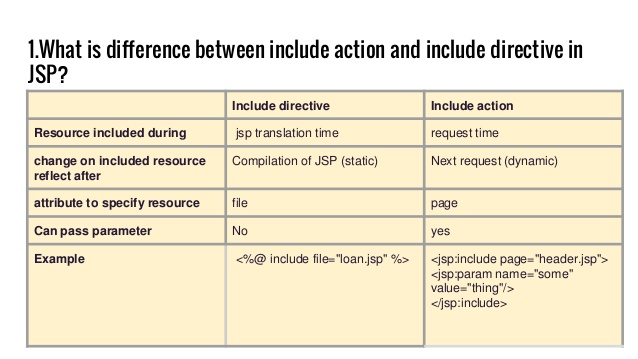 1.What is difference between include action and include directive in
JSP?
Include directive Include action
Resource included during jsp translation time request time
change on included resource Compilation of JSP (static) Next request (dynamic)
reflect after
attribute to specify resource file page
Can pass parameter No yes
Example <%@ include file="loan.jsp" %> <jsp:include page="header.jsp">
<jsp:param name="some"
value="thing"/>
</jsp:include>